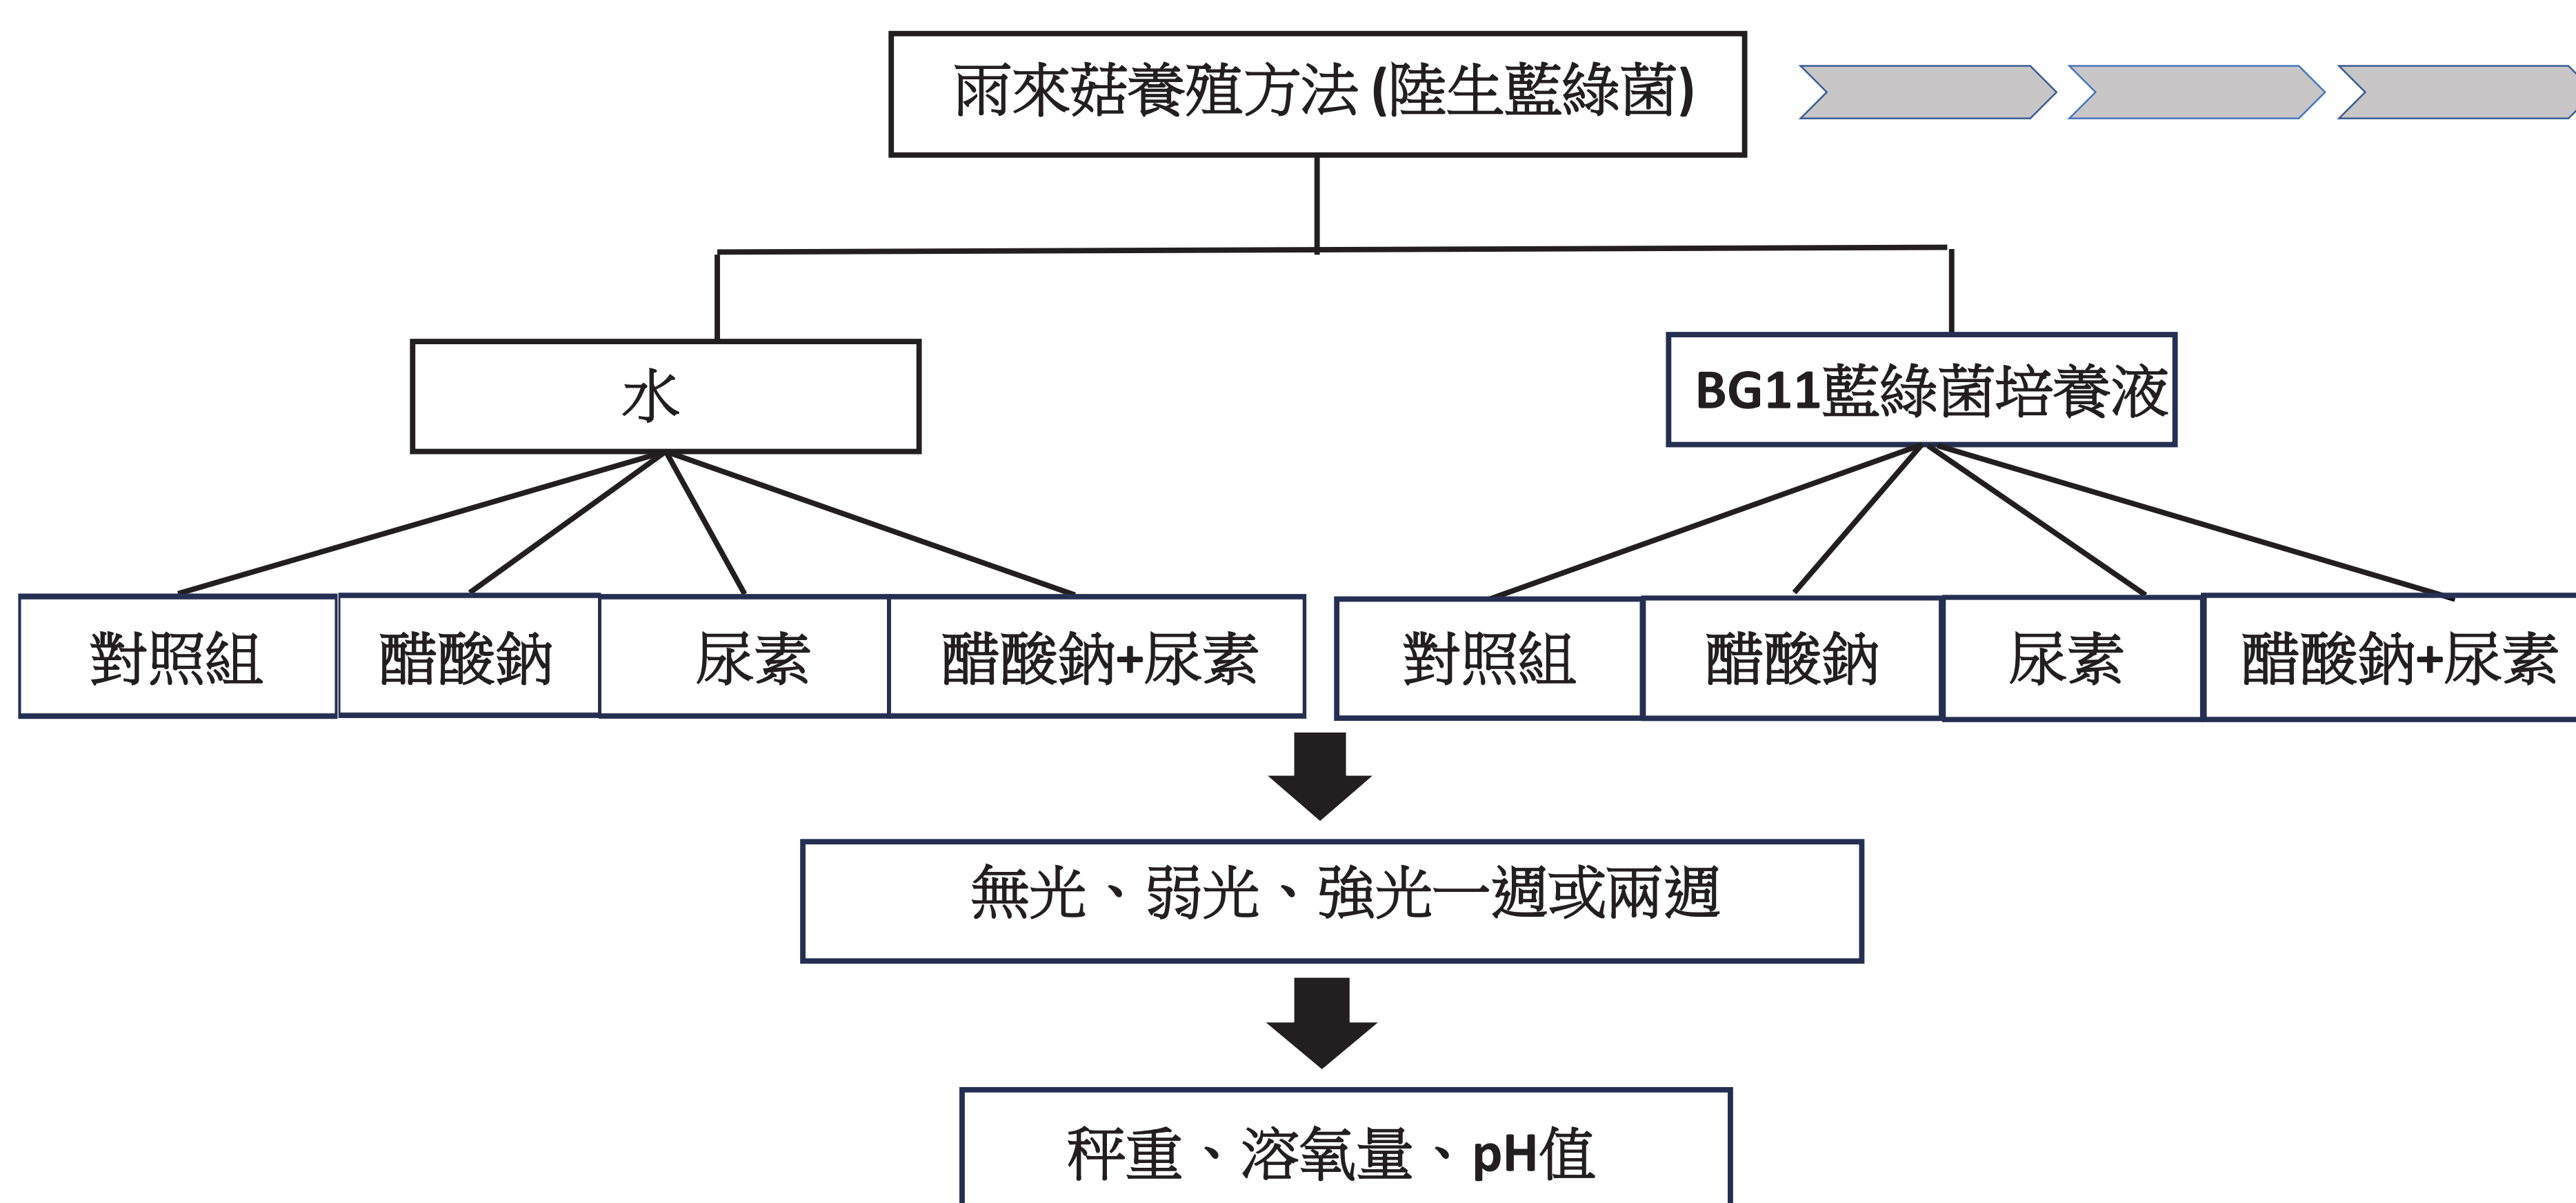 雨來菇養殖方法 (陸生藍綠菌)
水
BG11藍綠菌培養液
對照組
醋酸鈉
尿素
醋酸鈉+尿素
對照組
醋酸鈉
尿素
醋酸鈉+尿素
無光、弱光、強光一週或兩週
秤重、溶氧量、pH值